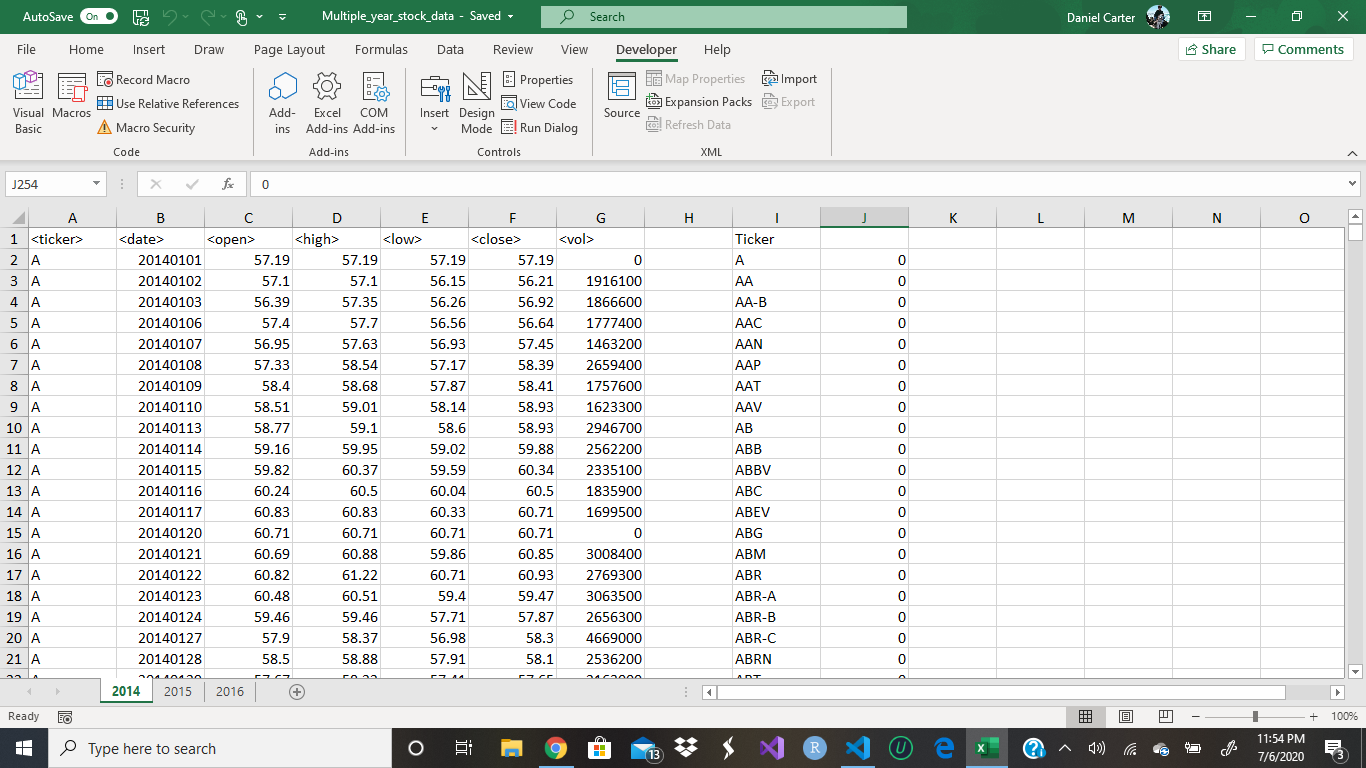 AutoSave On Multiple_year_stock_data - Saved Search Daniel Carter
File Home Insert Draw Page Layout Formulas Data Review View Developer Help Share Comments
Visual Basic
Macros
Record Macro
Use Relative References
Macro Security
Code
Add-ins
Excel Add-ins
COM Add-ins
Add-ins
Insert
Design Mode
Properties
View Code
Run Dialog
Controls
Source
Map Properties
Expansion Packs
Refresh Data
Import
Export
XML
J254 fx 0
A B C D E F G H I J K L M N O
1 <ticker> <date> <open> <high> <low> <close> <vol> Ticker
2 A 20140101 57.19 57.19 57.19 57.19 0 A 0
3 A 20140102 57.1 57.1 56.15 56.21 1916100 AA 0
4 A 20140103 56.39 57.35 56.26 56.92 1866600 AA-B 0
5 A 20140106 57.4 57.7 56.56 56.64 1777400 AAC 0
6 A 20140107 56.95 57.63 56.93 57.45 1463200 AAN 0
7 A 20140108 57.33 58.54 57.17 58.39 2659400 AAP 0
8 A 20140109 58.4 58.68 57.87 58.41 1757600 AAT 0
9 A 20140110 58.51 59.01 58.14 58.93 1623300 AAV 0
10 A 20140113 58.77 59.1 58.6 58.93 2946700 AB 0
11 A 20140114 59.16 59.95 59.02 59.88 2562200 ABB 0
12 A 20140115 59.82 60.37 59.59 60.34 2335100 ABBV 0
13 A 20140116 60.24 60.5 60.04 60.5 1835900 ABC 0
14 A 20140117 60.83 60.83 60.33 60.71 1699500 ABEV 0
15 A 20140120 60.71 60.71 60.71 60.71 0 ABG 0
16 A 20140121 60.69 60.88 59.86 60.85 3008400 ABM 0
17 A 20140122 60.82 61.22 60.71 60.93 2769300 ABR 0
18 A 20140123 60.48 60.51 59.4 59.47 3063500 ABR-A 0
19 A 20140124 59.46 59.46 57.71 57.87 2656300 ABR-B 0
20 A 20140127 57.9 58.37 56.98 58.3 4669000 ABR-C 0
21 A 20140128 58.5 58.88 57.91 58.1 2536200 ABRN 0
2014 2015 2016
Ready 100%
Type here to search 13 R 11:54 PM
7/6/2020 3